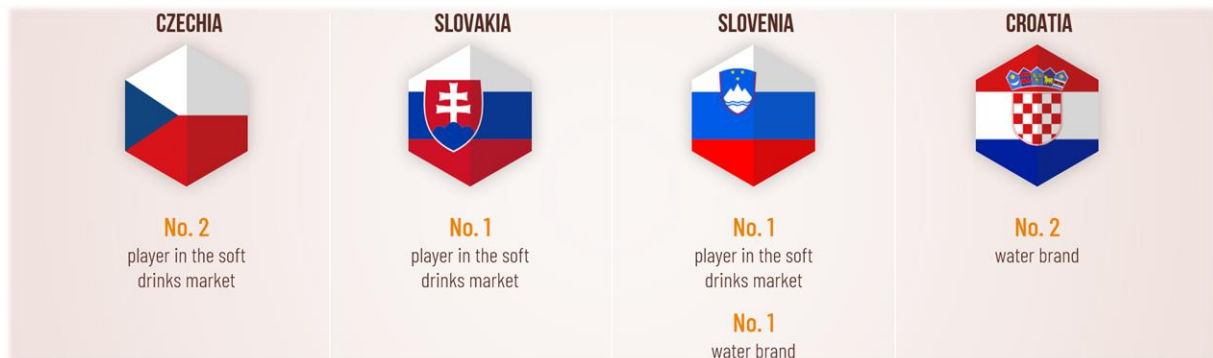 CZECHIA
No. 2
player in the soft
drinks market
SLOVAKIA
No. 1
player in the soft
drinks market
SLOVENIA
No. 1
player in the soft
drinks market
No. 1
water brand
CROATIA
No. 2
water brand